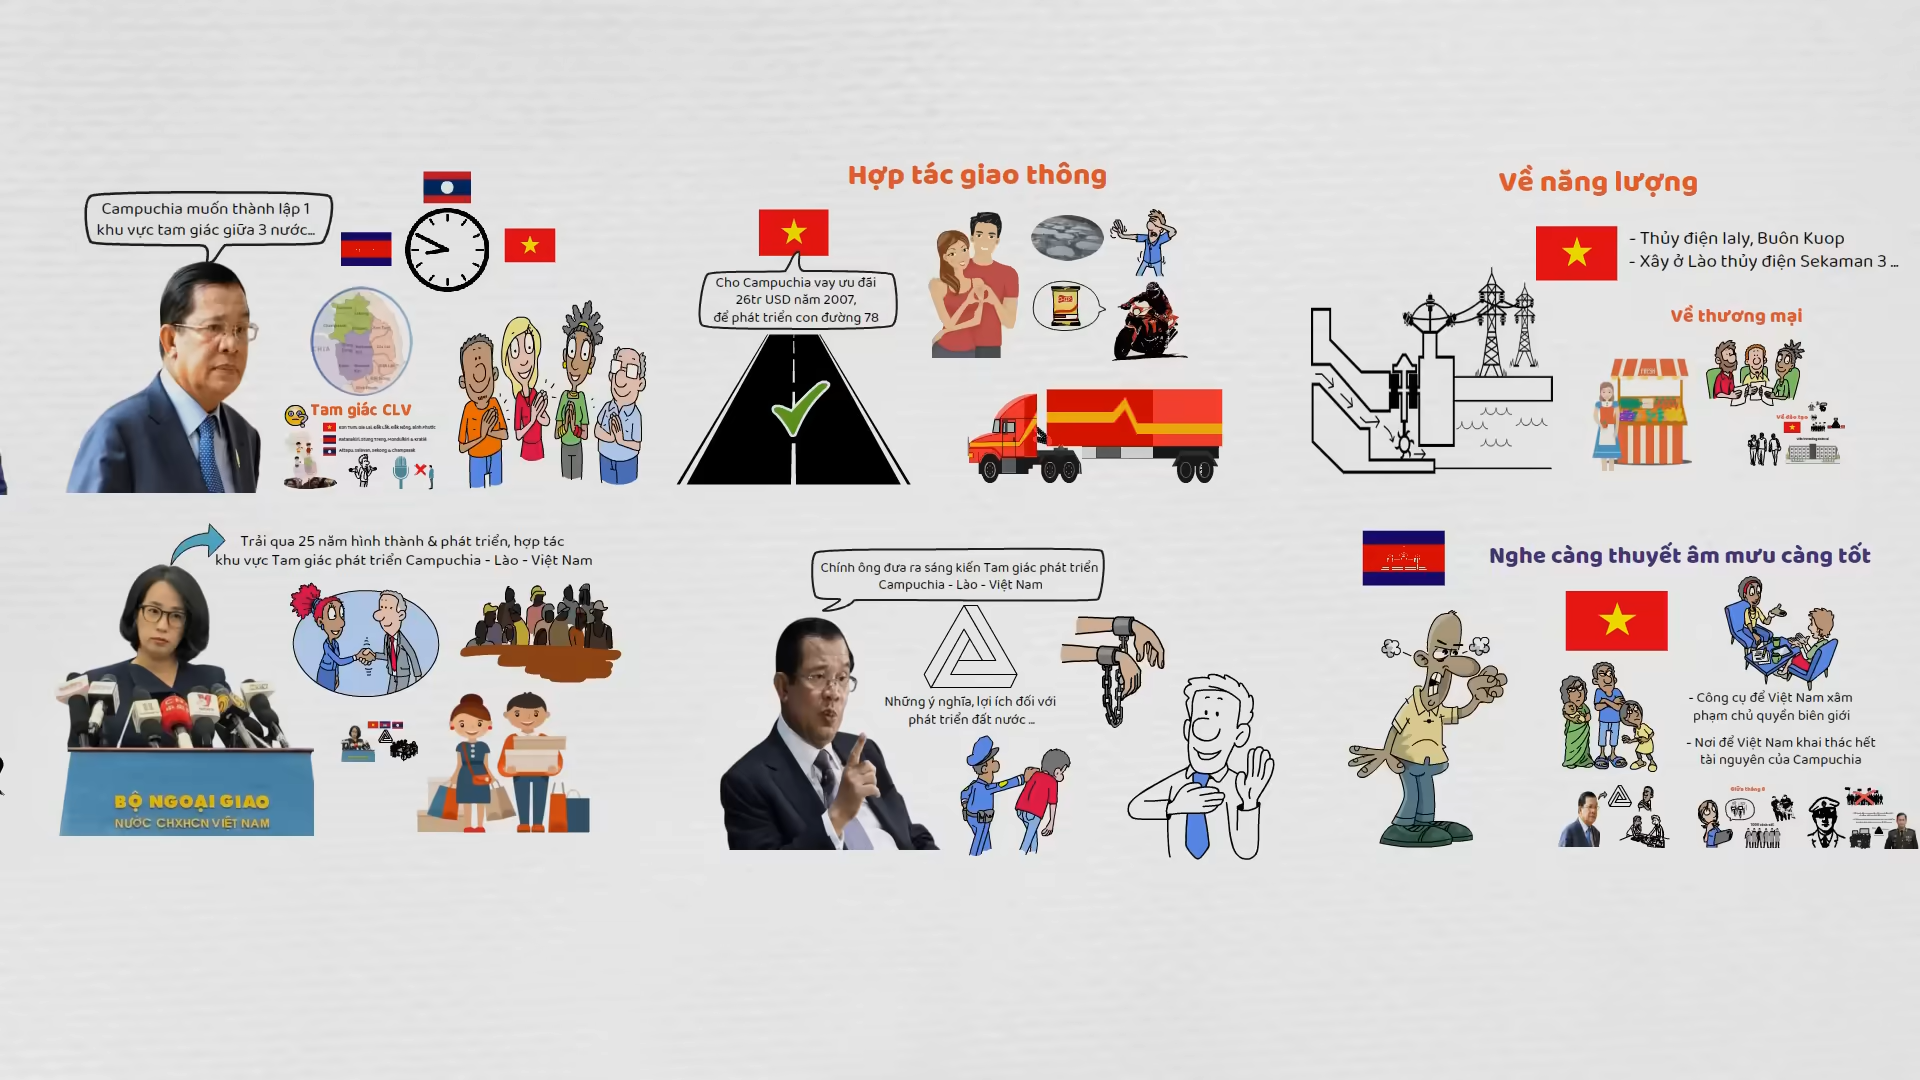 Campuchia muốn thành lập 1
khu vực tam giác giữa 3 nước...
Tam giác CLV
Hợp tác giao thông
Cho Campuchia vay ưu đãi
26tr USD năm 2007,
để phát triển con đường 78
Về năng lượng
- Thủy điện Ialy, Buôn Kuop
- Xây ở Lào thủy điện Sekaman 3 ...
Về thương mại
Về đào tạo
Trải qua 25 năm hình thành & phát triển, hợp tác
khu vực Tam giác phát triển Campuchia - Lào - Việt Nam
BỘ NGOẠI GIAO
NƯỚC CHXHCN VIỆT NAM
Chính ông đưa ra sáng kiến Tam giác phát triển
Campuchia - Lào - Việt Nam
Những ý nghĩa, lợi ích đối với
phát triển đất nước ...
Nghe càng thuyết âm mưu càng tốt
- Công cụ để Việt Nam xâm
phạm chủ quyền biên giới
- Nơi để Việt Nam khai thác hết
tài nguyên của Campuchia
Giữa tháng 8